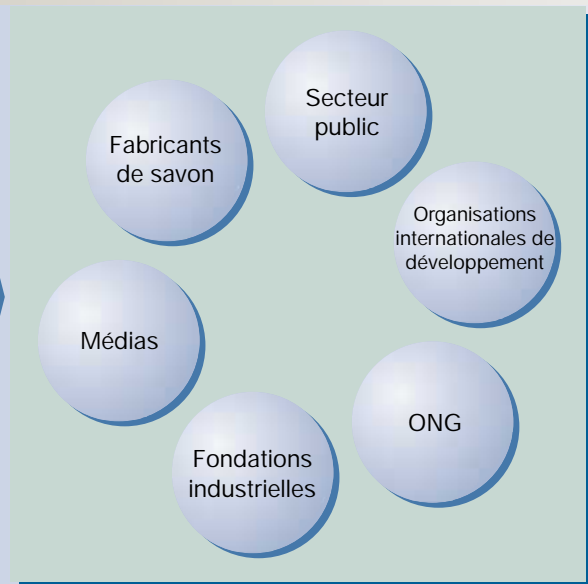 Secteur
public
Fabricants
de savon
Organisations
internationales de
développement
Médias
ONG
Fondations
industrielles